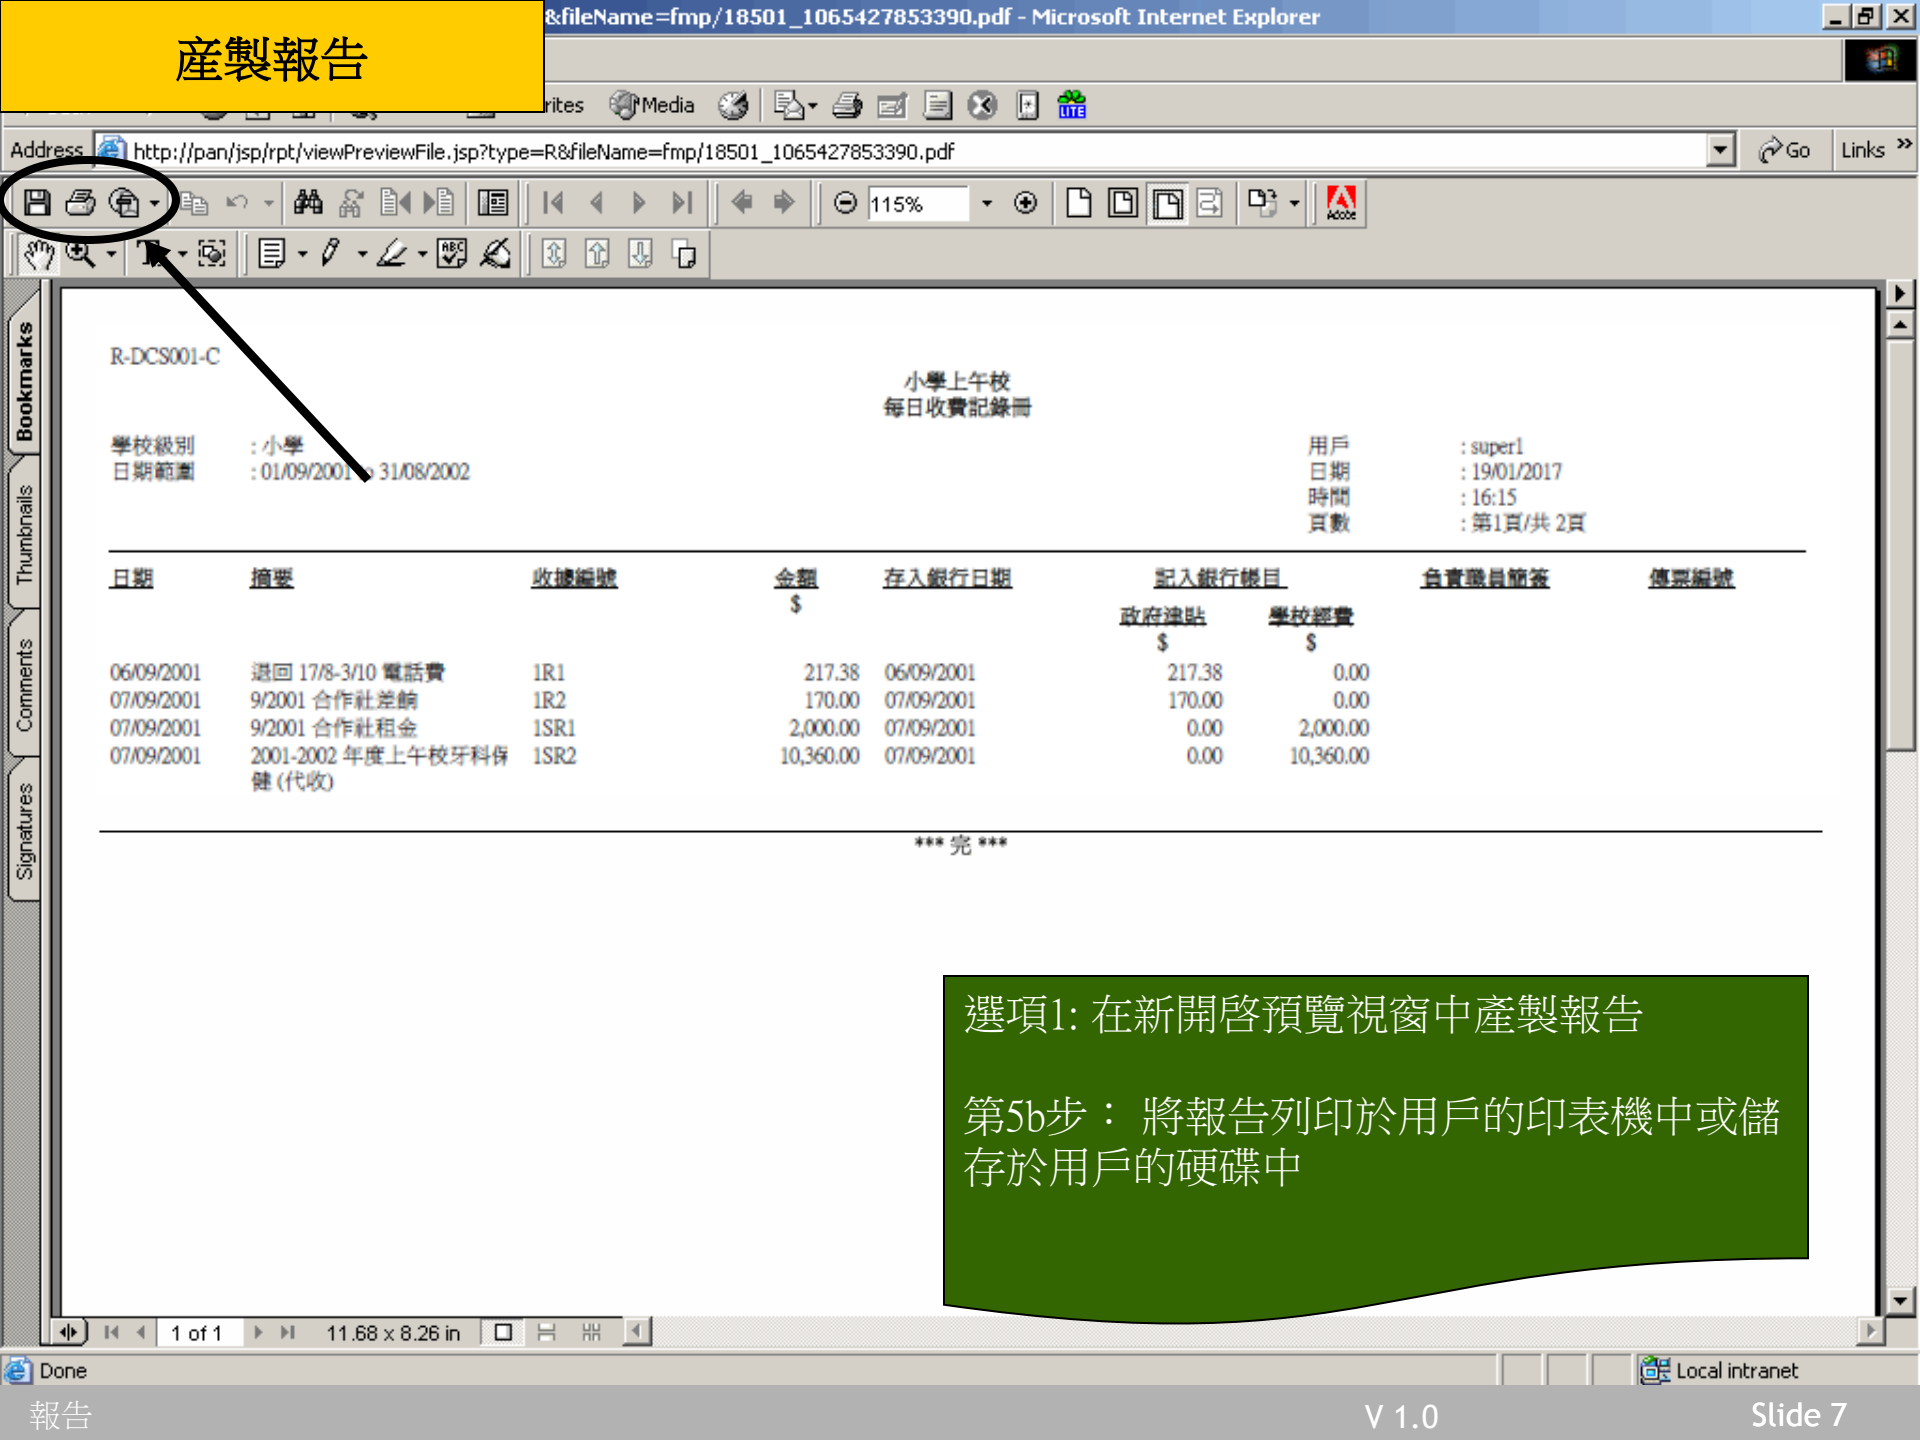 &fileName=fmp/18501_1065427853390.pdf - Microsoft Internet Explorer
產製報告
rites Media LITE
Address http://pan/jsp/rpt/viewPreviewFile.jsp?type=R&fileName=fmp/18501_1065427853390.pdf Go Links »
115% Adobe
Bookmarks
Thumbnails
Comments
Signatures
R-DCS001-C
小學上午校
每日收費記錄冊
學校級別 : 小學 用戶 : super1
日期範圍 : 01/09/2001 31/08/2002 日期 : 19/01/2017
時間 : 16:15
頁數 : 第1頁/共 2頁
日期 摘要 收據編號 金額 存入銀行日期 記入銀行帳目 負責職員簡簽 傳票編號
$ 政府津貼 學校經費
$ $
06/09/2001 退回 17/8-3/10 電話費 1R1 217.38 06/09/2001 217.38 0.00
07/09/2001 9/2001 合作社差餉 1R2 170.00 07/09/2001 170.00 0.00
07/09/2001 9/2001 合作社租金 1SR1 2,000.00 07/09/2001 0.00 2,000.00
07/09/2001 2001-2002 年度上午校牙科保 1SR2 10,360.00 07/09/2001 0.00 10,360.00
健 (代收)
*** 完 ***
選項1: 在新開啓預覽視窗中產製報告
第5b步： 將報告列印於用戶的印表機中或儲
存於用戶的硬碟中
1 of 1 11.68 x 8.26 in
Done Local intranet
報告 V 1.0 Slide 7